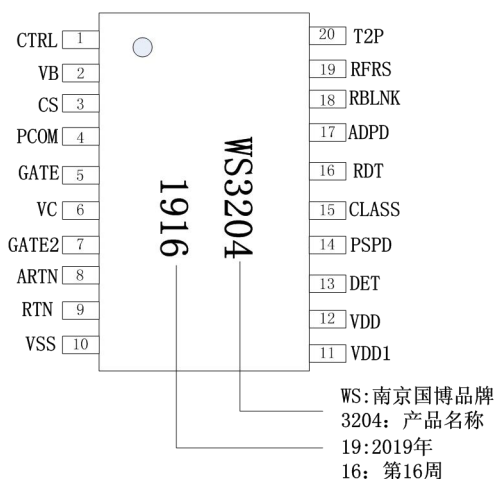 CTRL 1
VB 2
CS 3
PCOM 4
GATE 5
VC 6
GATE2 7
ARTN 8
RTN 9
VSS 10
20 T2P
19 RFRS
18 RBLNK
17 ADPD
16 RDT
15 CLASS
14 PSPD
13 DET
12 VDD
11 VDD1
WS3204
1916
WS:南京国博品牌
3204：产品名称
19:2019年
16：第16周